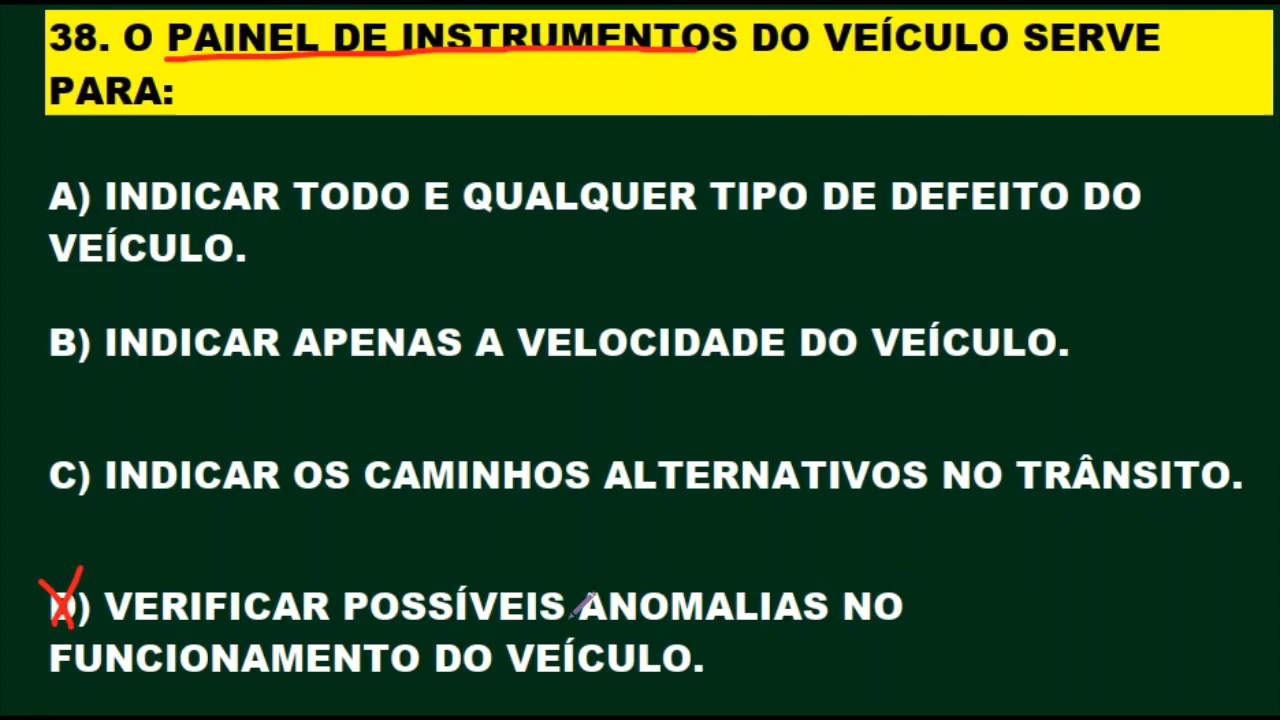 38. O PAINEL DE INSTRUMENTOS DO VEÍCULO SERVE
PARA:
A) INDICAR TODO E QUALQUER TIPO DE DEFEITO DO
VEÍCULO.
B) INDICAR APENAS A VELOCIDADE DO VEÍCULO.
C) INDICAR OS CAMINHOS ALTERNATIVOS NO TRÂNSITO.
D) VERIFICAR POSSÍVEIS ANOMALIAS NO
FUNCIONAMENTO DO VEÍCULO.